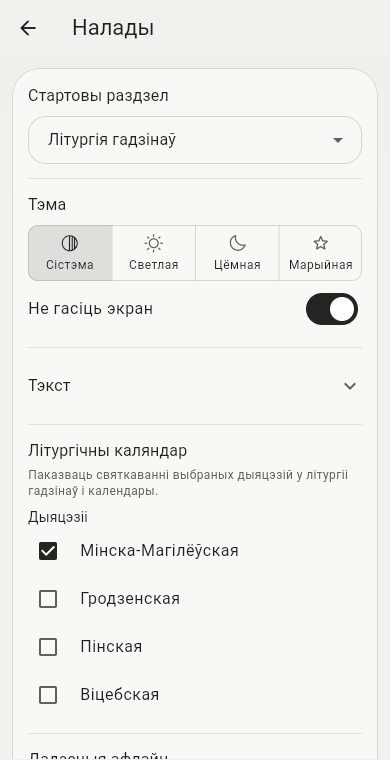 Налады
Стартовы раздзел
Літургія гадзінаў
Тэма
Сістэма
Светлая
Цёмная
Марыйная
Не гасіць экран
Тэкст
Літургічны каляндар
Паказваць святкаванні выбраных дыяцэзій у літургіі
гадзінаў і календары.
Дыяцэзіі
Мінска-Магілёўская
Гродзенская
Пінская
Віцебская